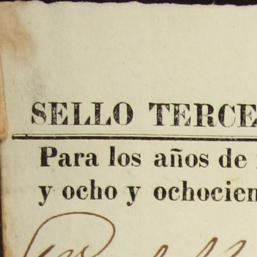 SELLO TERCE
Para los años de
y ocho y ochocien